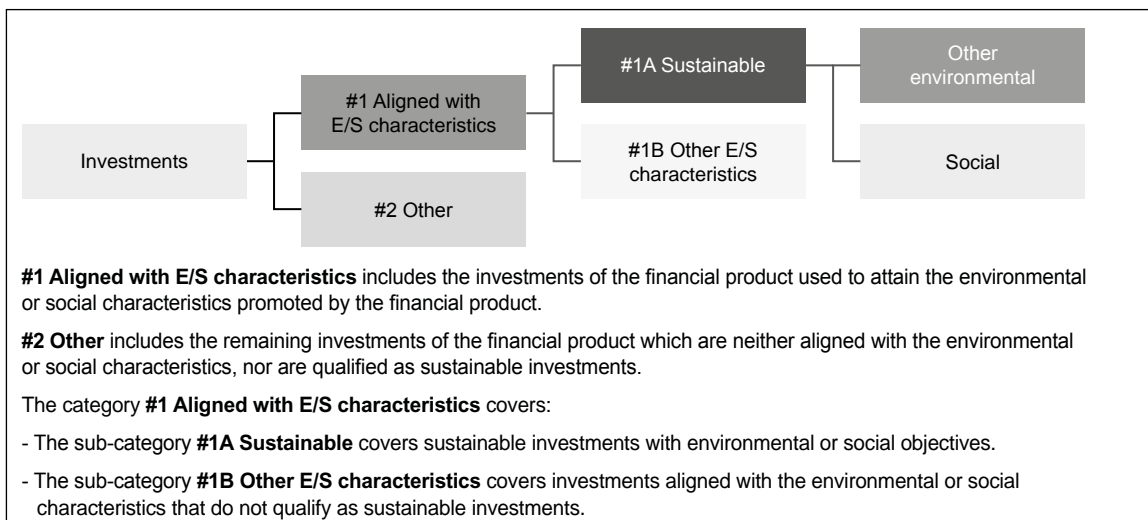 #1A Sustainable
Other
environmental
#1 Aligned with
E/S characteristics
Investments
#1B Other E/S
characteristics
Social
#2 Other
#1 Aligned with E/S characteristics includes the investments of the financial product used to attain the environmental
or social characteristics promoted by the financial product.
#2 Other includes the remaining investments of the financial product which are neither aligned with the environmental
or social characteristics, nor are qualified as sustainable investments.
The category #1 Aligned with E/S characteristics covers:
- The sub-category #1A Sustainable covers sustainable investments with environmental or social objectives.
- The sub-category #1B Other E/S characteristics covers investments aligned with the environmental or social
characteristics that do not qualify as sustainable investments.